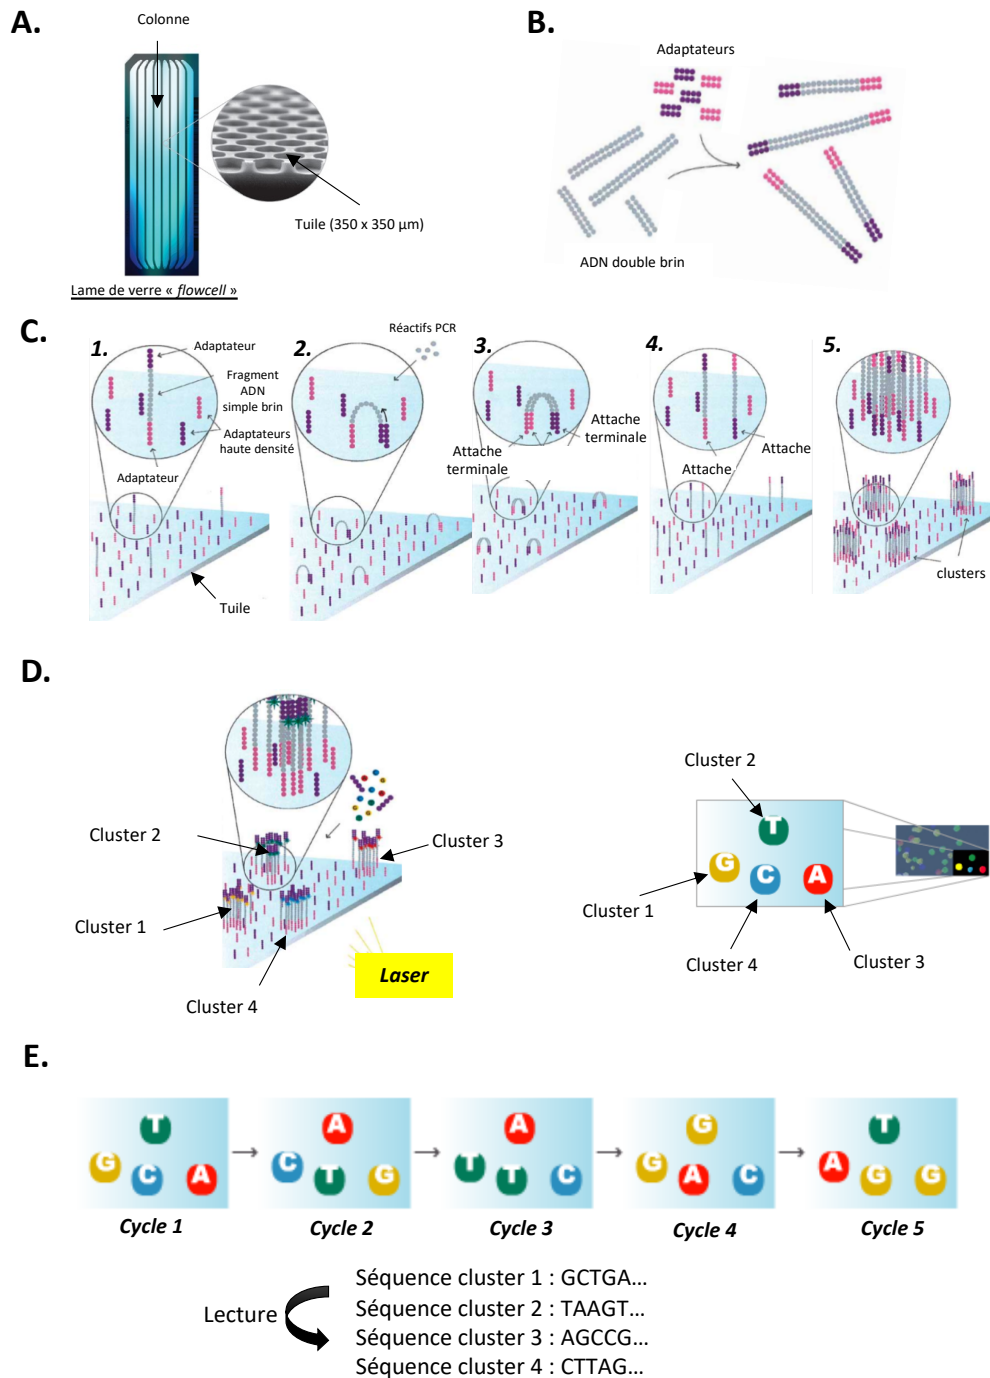 A.
Colonne
Tuile (350 x 350 µm)
Lame de verre « flowcell »
B.
Adaptateurs
ADN double brin
C.
1.
Adaptateur
Fragment
ADN
simple brin
Adaptateurs
haute densité
Adaptateur
Tuile
2.
Réactifs PCR
3.
Attache
terminale
Attache
terminale
4.
Attache
Attache
5.
clusters
D.
Cluster 2
Cluster 3
Cluster 1
Cluster 4
Laser
Cluster 2
T
G
C
A
Cluster 1
Cluster 4
Cluster 3
E.
T
G
C
A
Cycle 1
A
C
T
G
Cycle 2
A
T
T
C
Cycle 3
G
G
A
C
Cycle 4
T
A
G
G
Cycle 5
Lecture
Séquence cluster 1 : GCTGA...
Séquence cluster 2 : TAAGT...
Séquence cluster 3 : AGCCG...
Séquence cluster 4 : CTTAG...